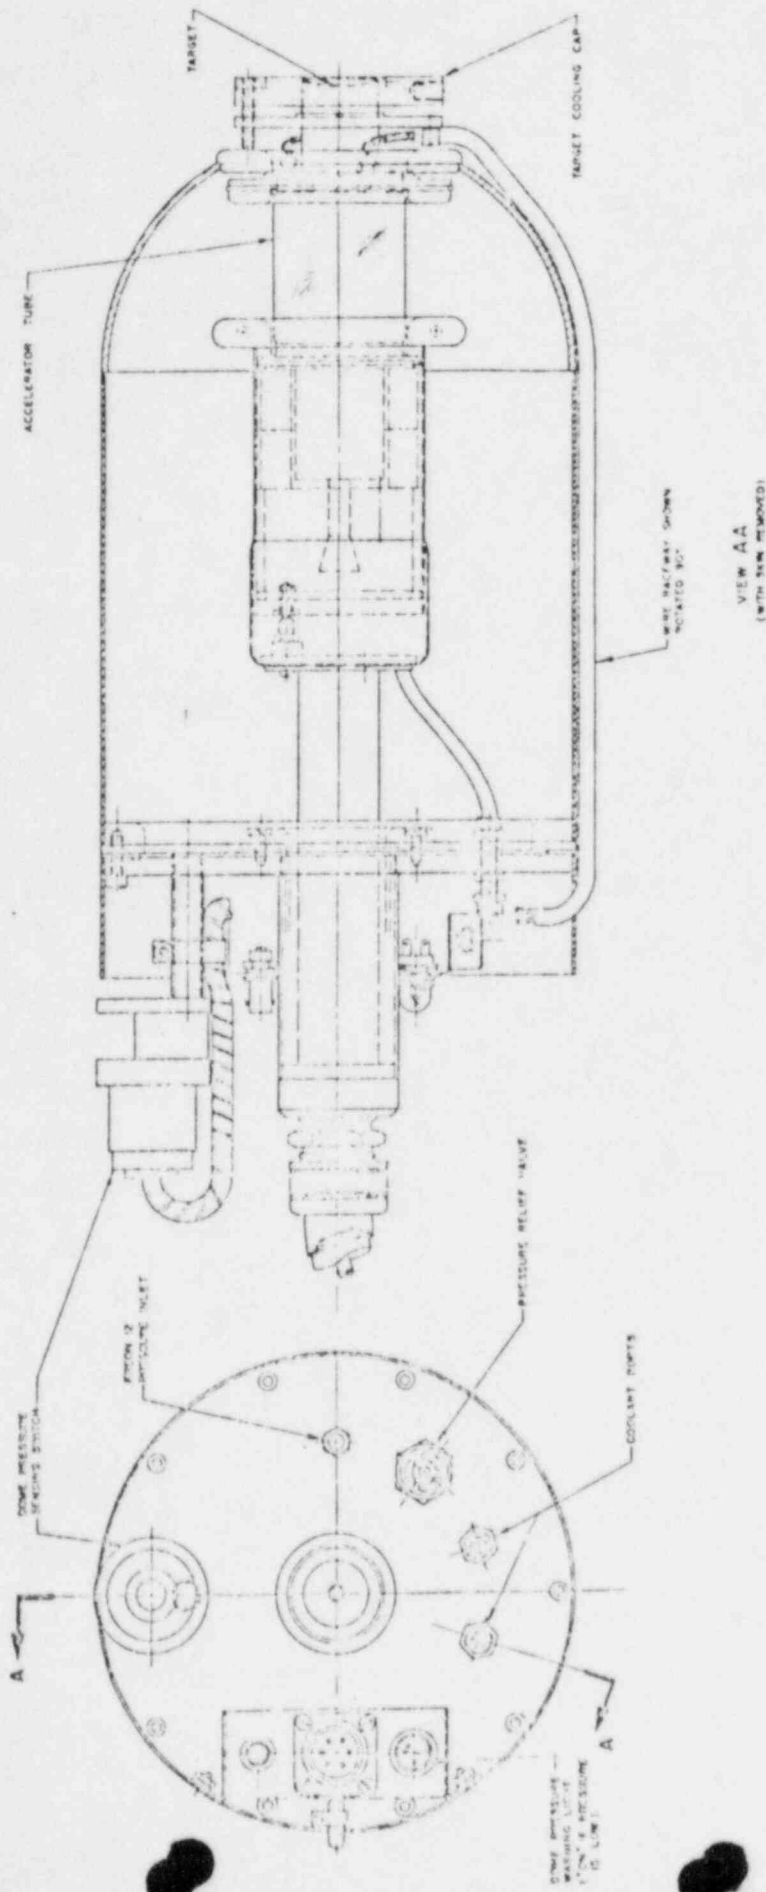 TARGET
TARGET COOLING CAP
ACCELERATOR TUBE
WIRE RACEWAY SHOWN
ROTATED 90°
VIEW AA
(WITH SKIN REMOVED)
DOME PRESSURE
SENSING SWITCH
FREON 12
PRESSURE INLET
PRESSURE RELIEF VALVE
COOLANT PORTS
A
A
DOME PRESSURE
WARNING LIGHT
("ON" IF PRESSURE
IS LOW)